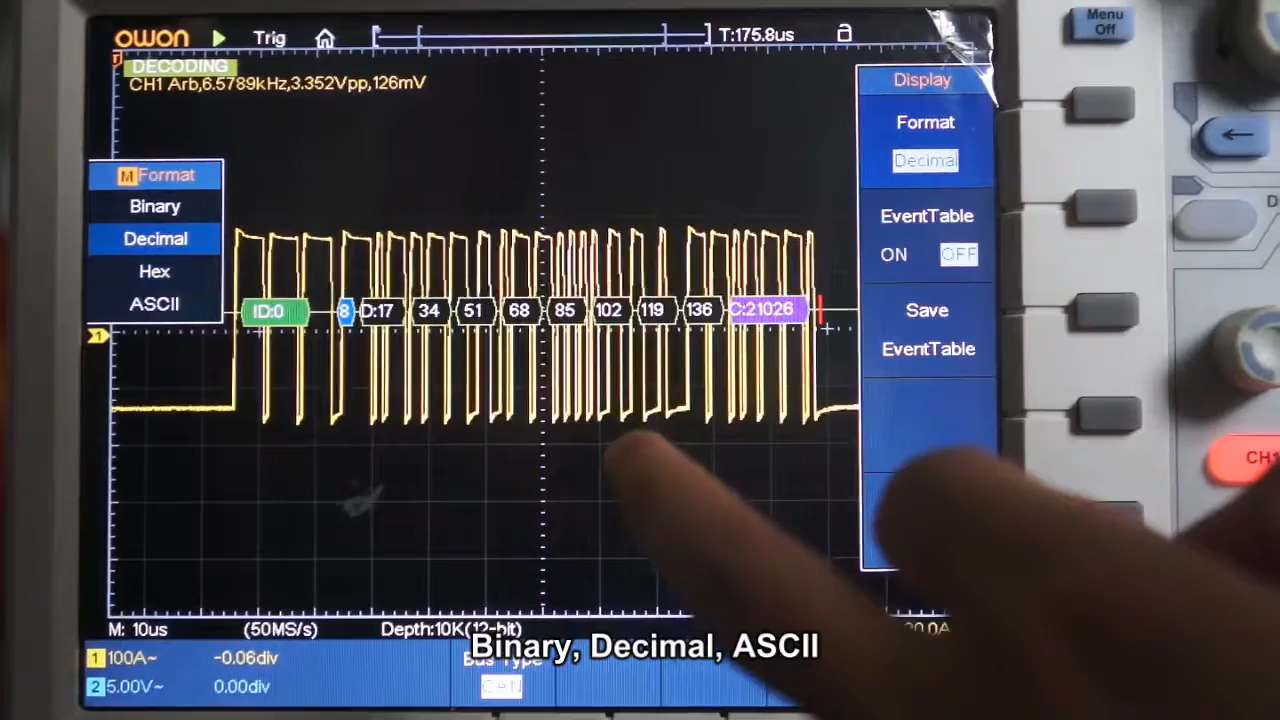 OWON Trig T:175.8us
DECODING
CH1 Arb,6.5789kHz,3.352Vpp,126mV
M Format
Binary
Decimal
Hex
ASCII
ID:0 8 D:17 34 51 68 85 102 119 136 C:21026
1
Display
Format
Decimal
EventTable
ON OFF
Save
EventTable
Menu
Off
CH1
M: 10us (50MS/s) Depth:10K(12-bit)
1 100A~ -0.06div
2 5.00V~ 0.00div
Bus Type
CAN
Binary, Decimal, ASCII